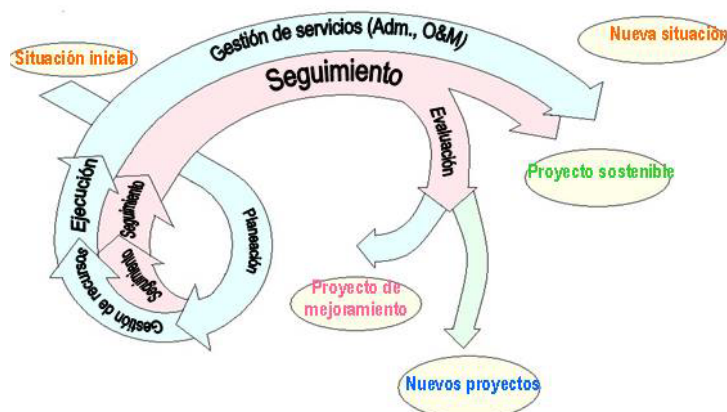 Gestión de servicios (Adm., O&M)
Nueva situación
Situación inicial
Seguimiento
Evaluación
Proyecto sostenible
Ejecución
Seguimiento
Planeación
Seguimiento
Gestión de recursos
Proyecto de
mejoramiento
Nuevos proyectos